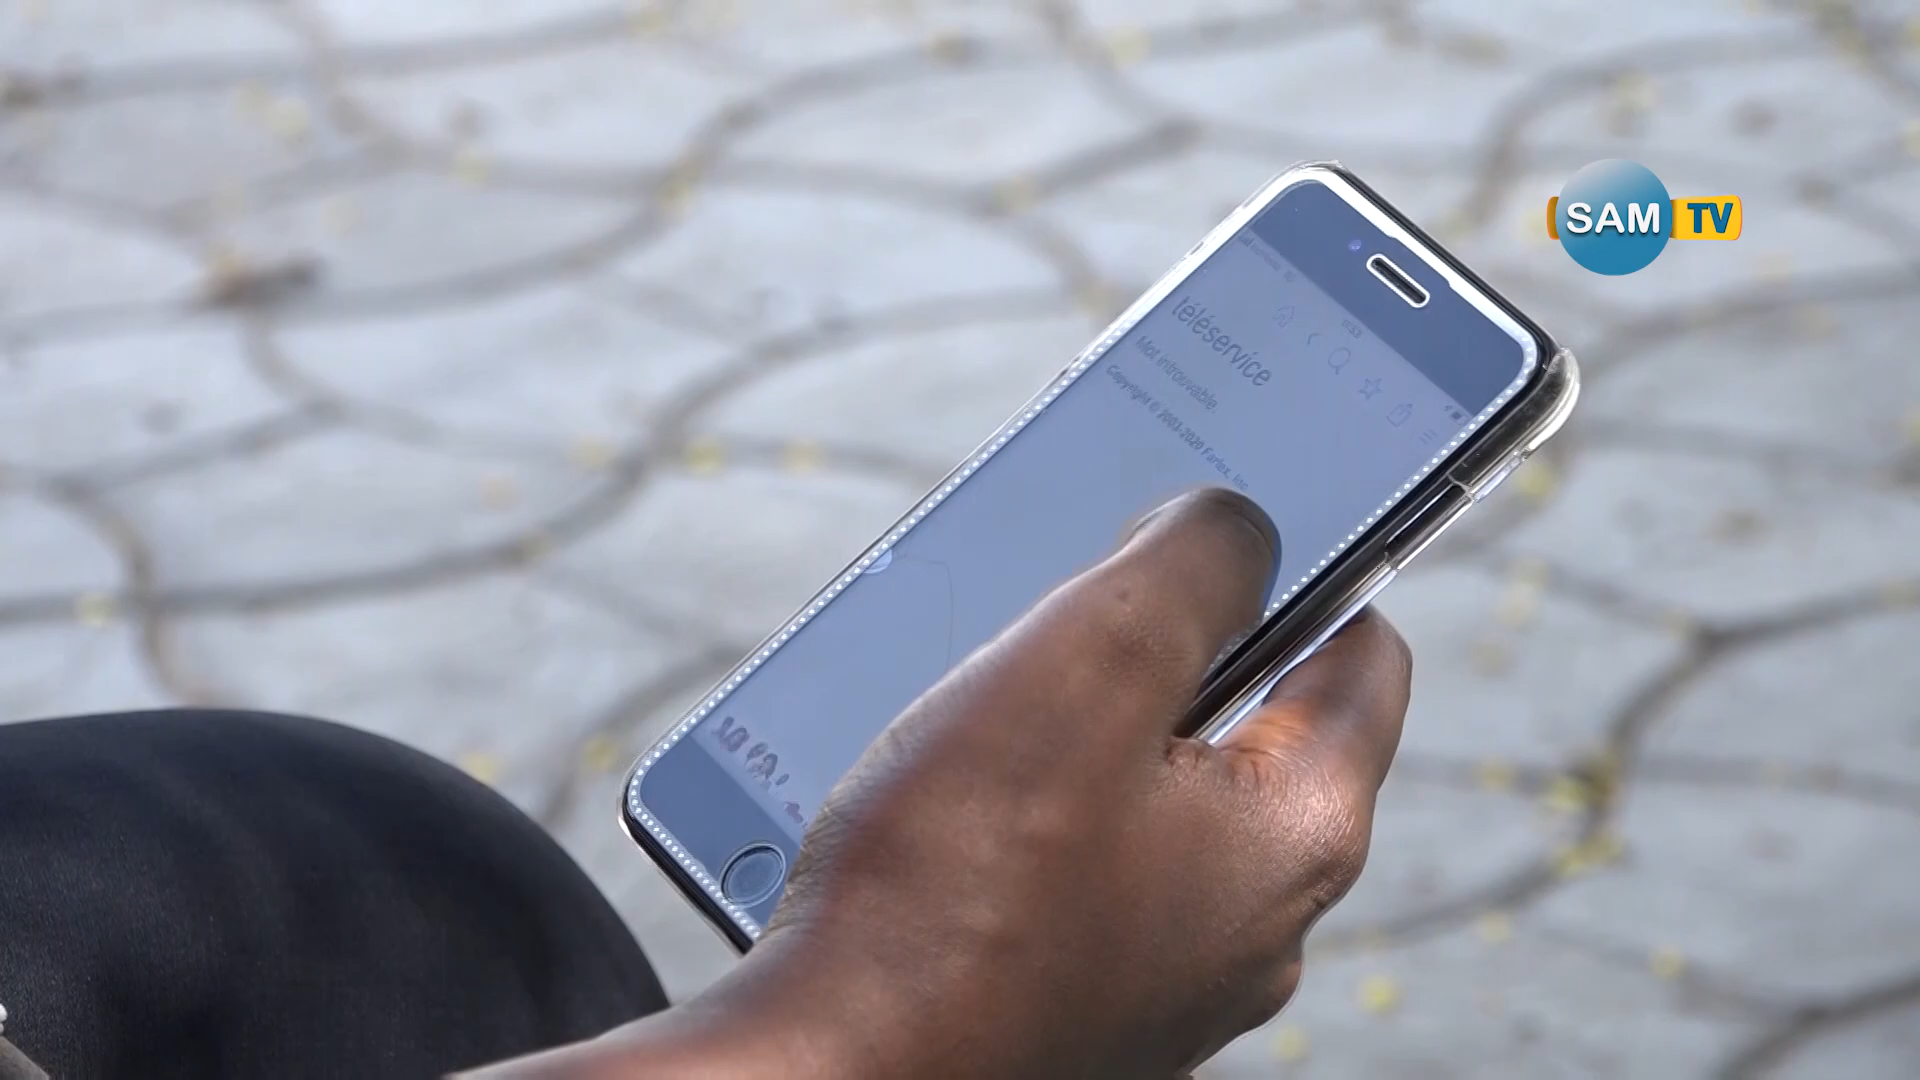 SAM TV
téléservice
Mot introuvable.
Copyright © 2003-2020 Farlex, Inc